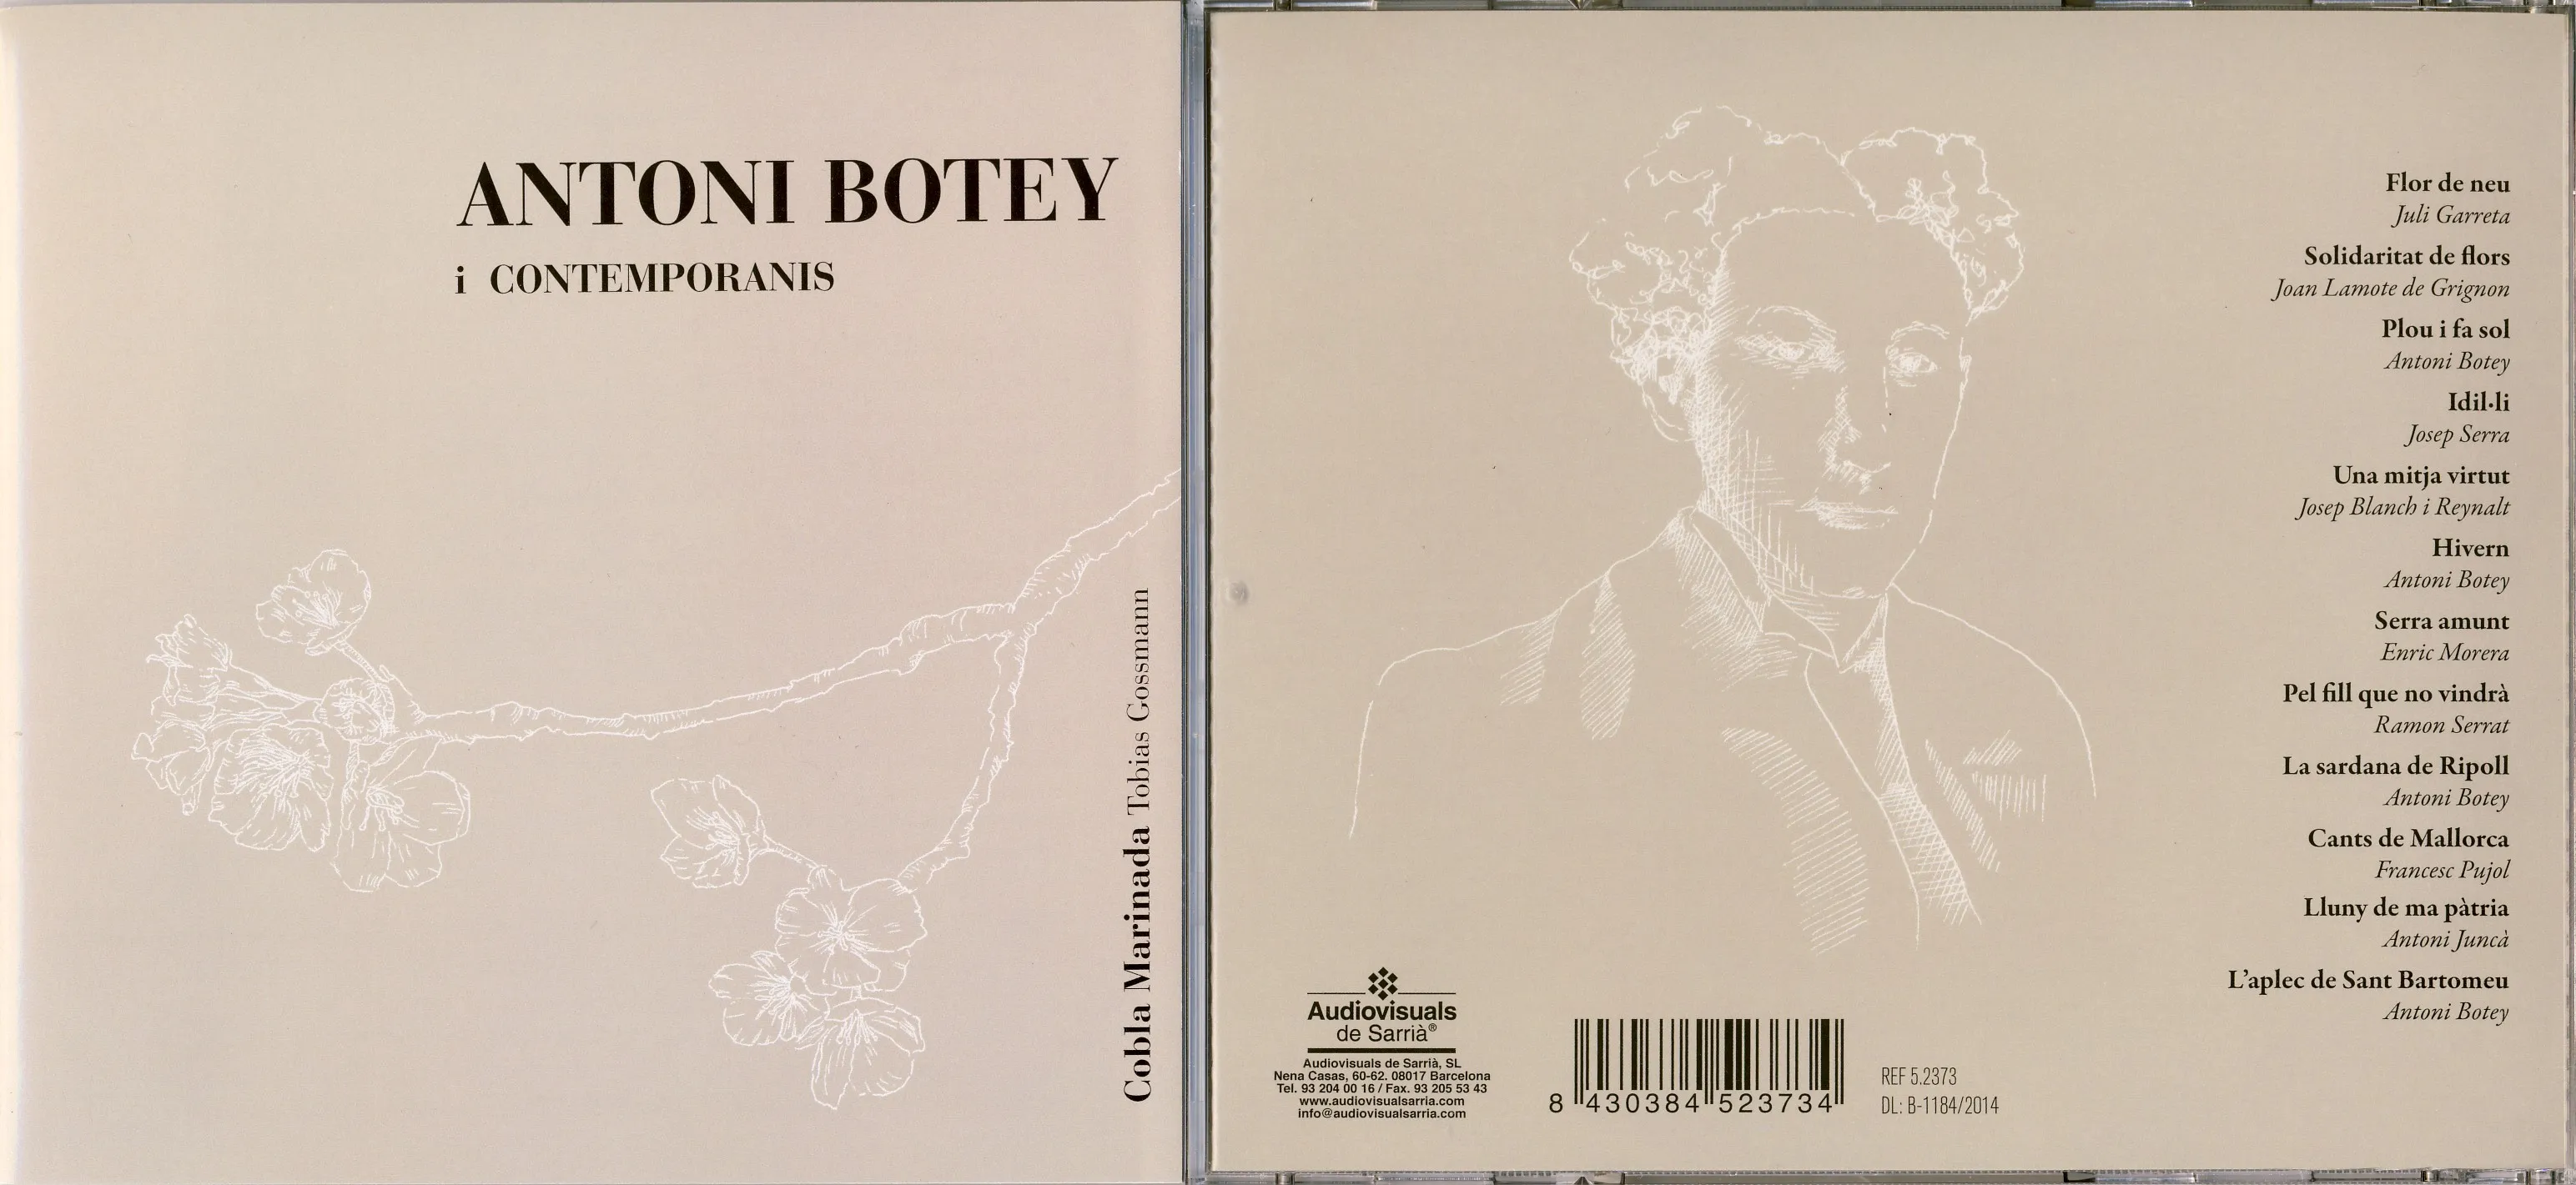 ANTONI BOTEY
i CONTEMPORANIS
Cobla Marinada Tobias Gossmann
Flor de neu
Juli Garreta
Solidaritat de flors
Joan Lamote de Grignon
Plou i fa sol
Antoni Botey
Idil·li
Josep Serra
Una mitja virtut
Josep Blanch i Reynalt
Hivern
Antoni Botey
Serra amunt
Enric Morera
Pel fill que no vindrà
Ramon Serrat
La sardana de Ripoll
Antoni Botey
Cants de Mallorca
Francesc Pujol
Lluny de ma pàtria
Antoni Juncà
L'aplec de Sant Bartomeu
Antoni Botey
Audiovisuals
de Sarrià®
Audiovisuals de Sarrià, SL
Nena Casas, 60-62. 08017 Barcelona
Tel. 93 204 00 16 / Fax. 93 205 53 43
www.audiovisualsarria.com
info@audiovisualsarria.com
8 430384 523734
REF 5.2373
DL: B-1184/2014